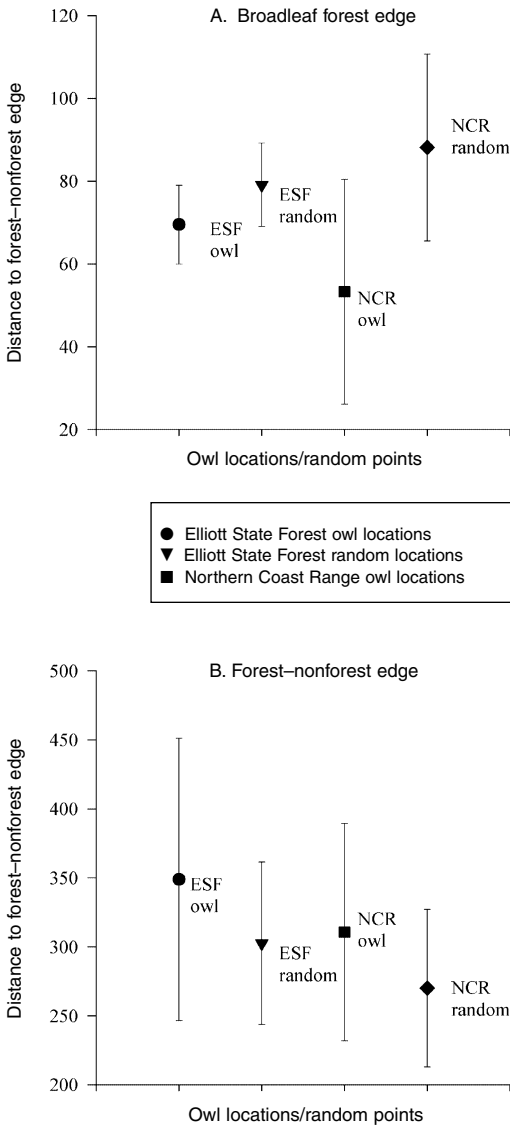 A. Broadleaf forest edge
120
100
80
60
40
20
Distance to forest–nonforest edge
ESF
owl
ESF
random
NCR
owl
NCR
random
Owl locations/random points
Elliott State Forest owl locations
Elliott State Forest random locations
Northern Coast Range owl locations
B. Forest–nonforest edge
500
450
400
350
300
250
200
Distance to forest–nonforest edge
ESF
owl
ESF
random
NCR
owl
NCR
random
Owl locations/random points